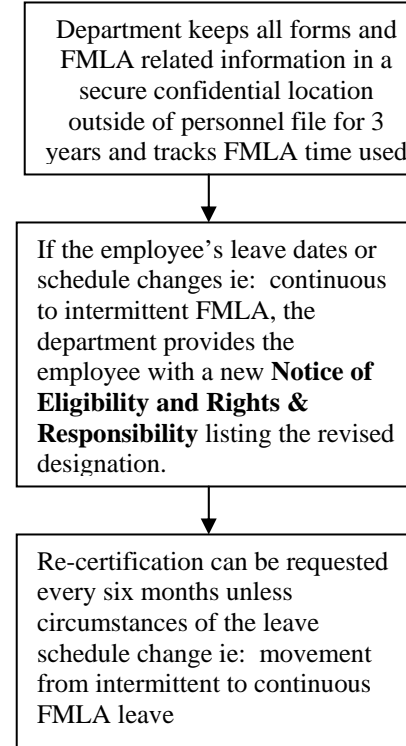 Department keeps all forms and
FMLA related information in a
secure confidential location
outside of personnel file for 3
years and tracks FMLA time used
If the employee's leave dates or
schedule changes ie:  continuous
to intermittent FMLA, the
department provides the
employee with a new Notice of
Eligibility and Rights &
Responsibility listing the revised
designation.
Re-certification can be requested
every six months unless
circumstances of the leave
schedule change ie:  movement
from intermittent to continuous
FMLA leave